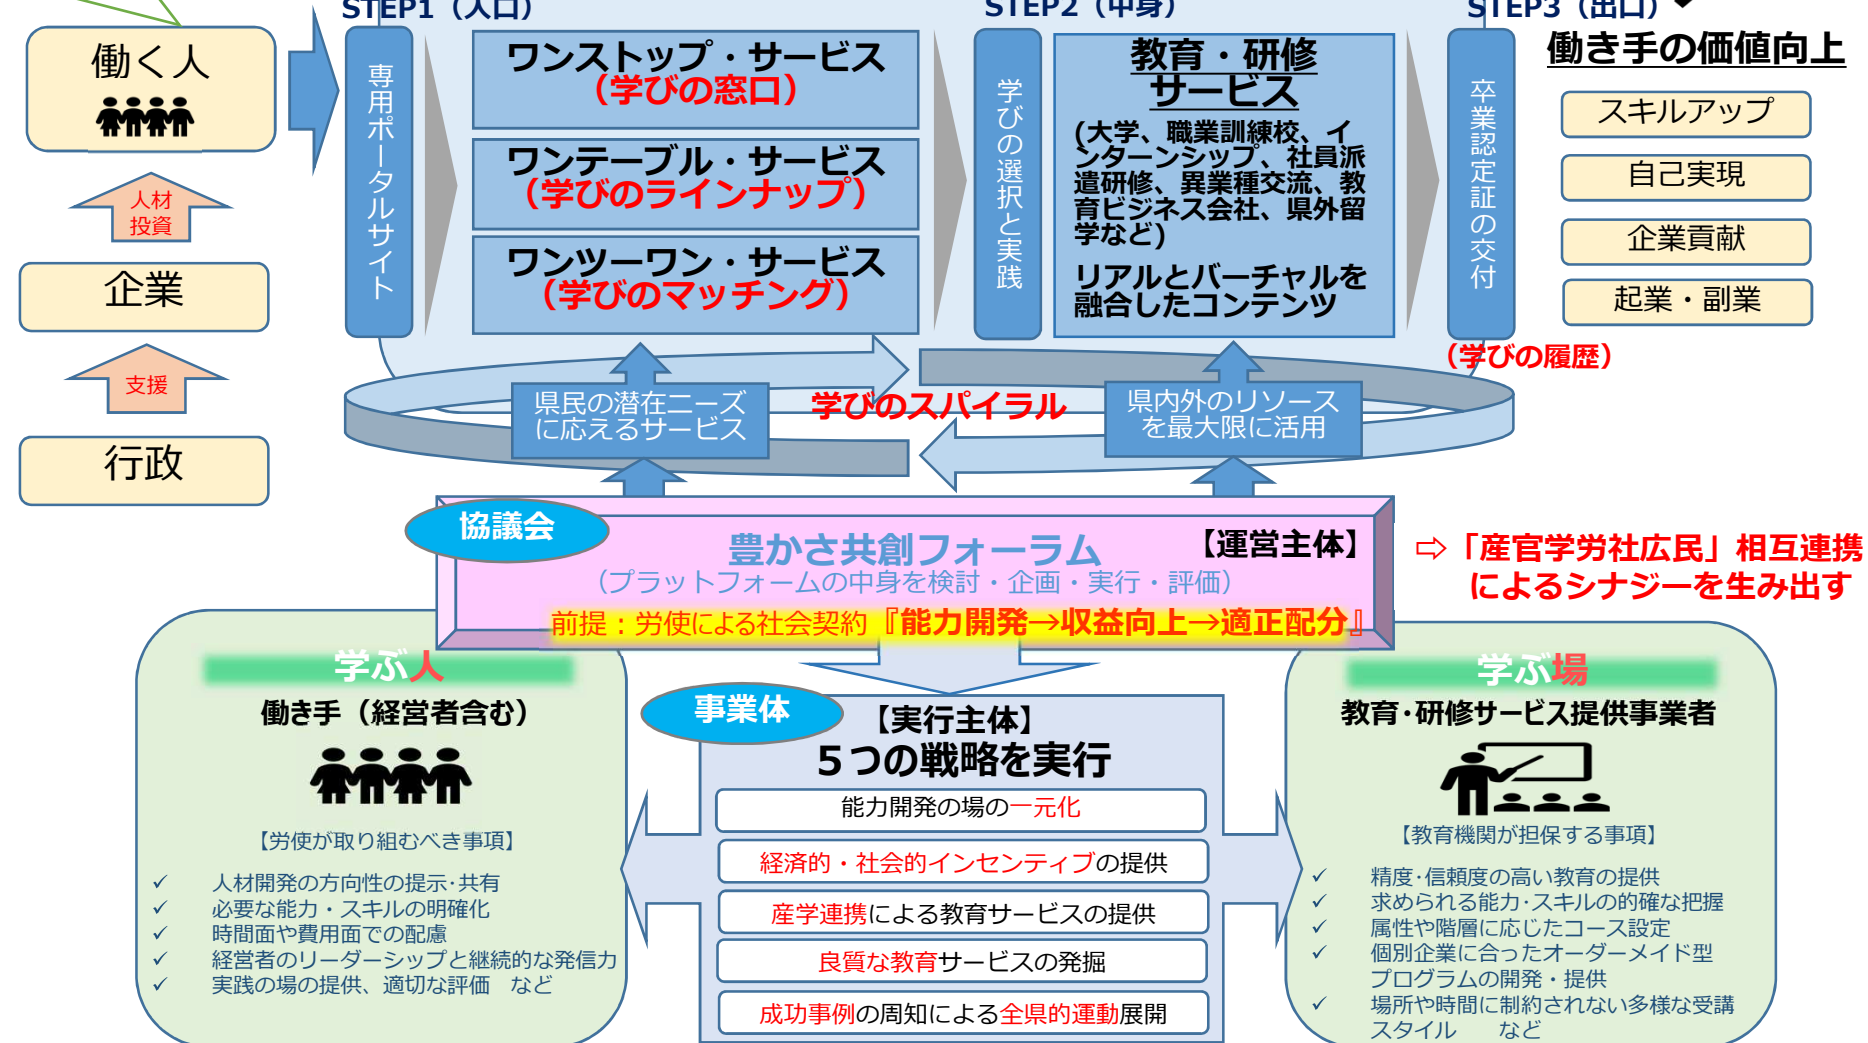 STEP1（入口）
STEP2（中身）
STEP3（出口）
働く人
人材
投資
企業
支援
行政
専用ポータルサイト
ワンストップ・サービス
（学びの窓口）
ワンテーブル・サービス
（学びのラインナップ）
ワンツーワン・サービス
（学びのマッチング）
学びの選択と実践
教育・研修
サービス
(大学、職業訓練校、イ
ンターンシップ、社員派
遣研修、異業種交流、教
育ビジネス会社、県外留
学など)
リアルとバーチャルを
融合したコンテンツ
卒業認定証の交付
（学びの履歴）
働き手の価値向上
スキルアップ
自己実現
企業貢献
起業・副業
県民の潜在ニーズ
に応えるサービス
学びのスパイラル
県内外のリソース
を最大限に活用
協議会
豊かさ共創フォーラム
【運営主体】
（プラットフォームの中身を検討・企画・実行・評価）
前提：労使による社会契約『能力開発→収益向上→適正配分』
⇨「産官学労社広民」相互連携
によるシナジーを生み出す
学ぶ人
働き手（経営者含む）
【労使が取り組むべき事項】
✓ 人材開発の方向性の提示･共有
✓ 必要な能力・スキルの明確化
✓ 時間面や費用面での配慮
✓ 経営者のリーダーシップと継続的な発信力
✓ 実践の場の提供、適切な評価　など
事業体
【実行主体】
５つの戦略を実行
能力開発の場の一元化
経済的・社会的インセンティブの提供
産学連携による教育サービスの提供
良質な教育サービスの発掘
成功事例の周知による全県的運動展開
学ぶ場
教育･研修サービス提供事業者
【教育機関が担保する事項】
✓ 精度･信頼度の高い教育の提供
✓ 求められる能力･スキルの的確な把握
✓ 属性や階層に応じたコース設定
✓ 個別企業に合ったオーダーメイド型
プログラムの開発・提供
✓ 場所や時間に制約されない多様な受講
スタイル　　など